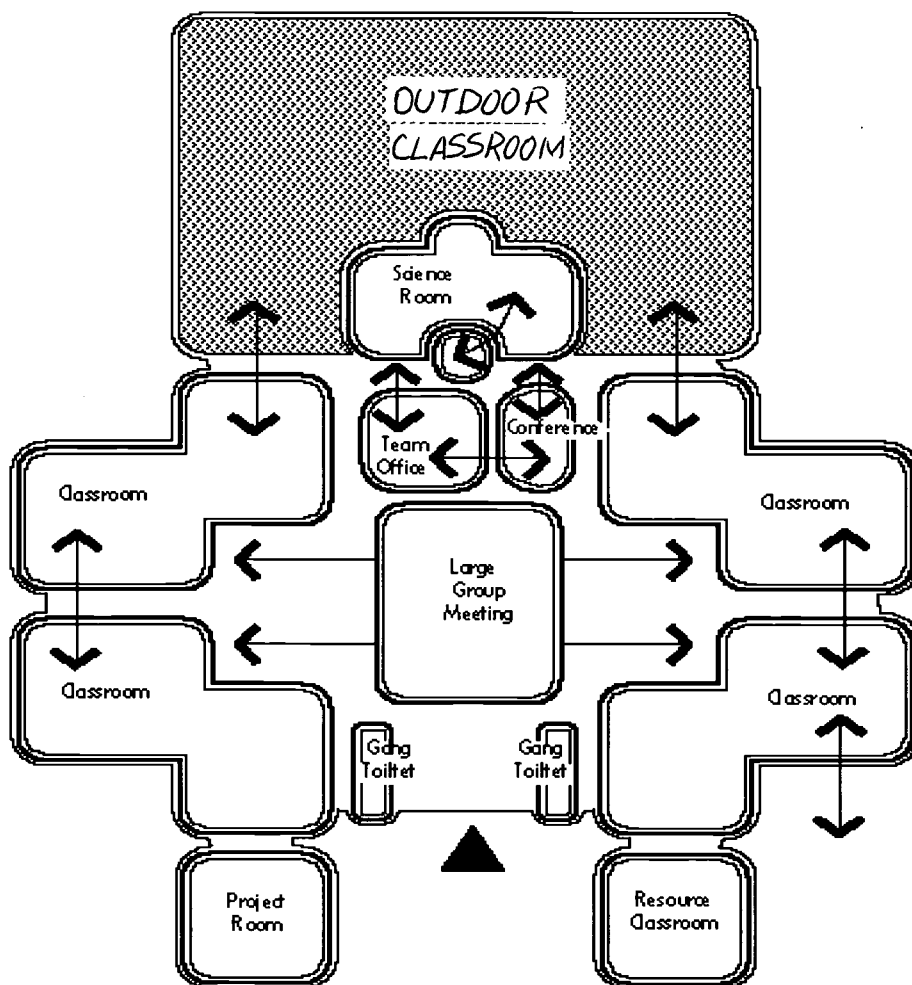 OUTDOOR
CLASSROOM
Science
Room
Team
Office
Conference
Classroom
Classroom
Large
Group
Meeting
Classroom
Classroom
Gang
Toiltet
Gang
Toiltet
Project
Room
Resource
Classroom